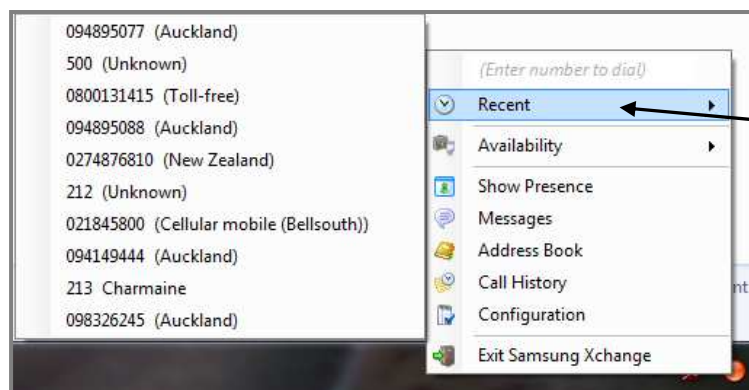 094895077 (Auckland)
500 (Unknown)
0800131415 (Toll-free)
094895088 (Auckland)
0274876810 (New Zealand)
212 (Unknown)
021845800 (Cellular mobile (Bellsouth))
094149444 (Auckland)
213 Charmaine
098326245 (Auckland)
(Enter number to dial)
Recent
Availability
Show Presence
Messages
Address Book
Call History
Configuration
Exit Samsung Xchange
nt